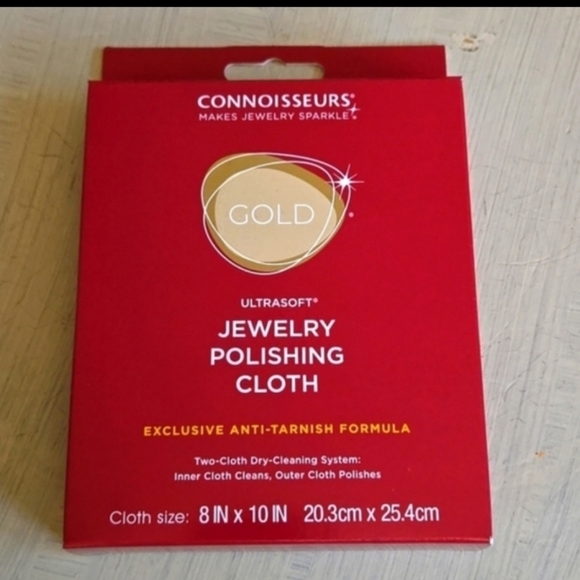 CONNOISSEURS®
MAKES JEWELRY SPARKLE®
GOLD®
ULTRASOFT®
JEWELRY
POLISHING
CLOTH
EXCLUSIVE ANTI-TARNISH FORMULA
Two-Cloth Dry-Cleaning System:
Inner Cloth Cleans, Outer Cloth Polishes
Cloth size: 8 IN x 10 IN 20.3cm x 25.4cm